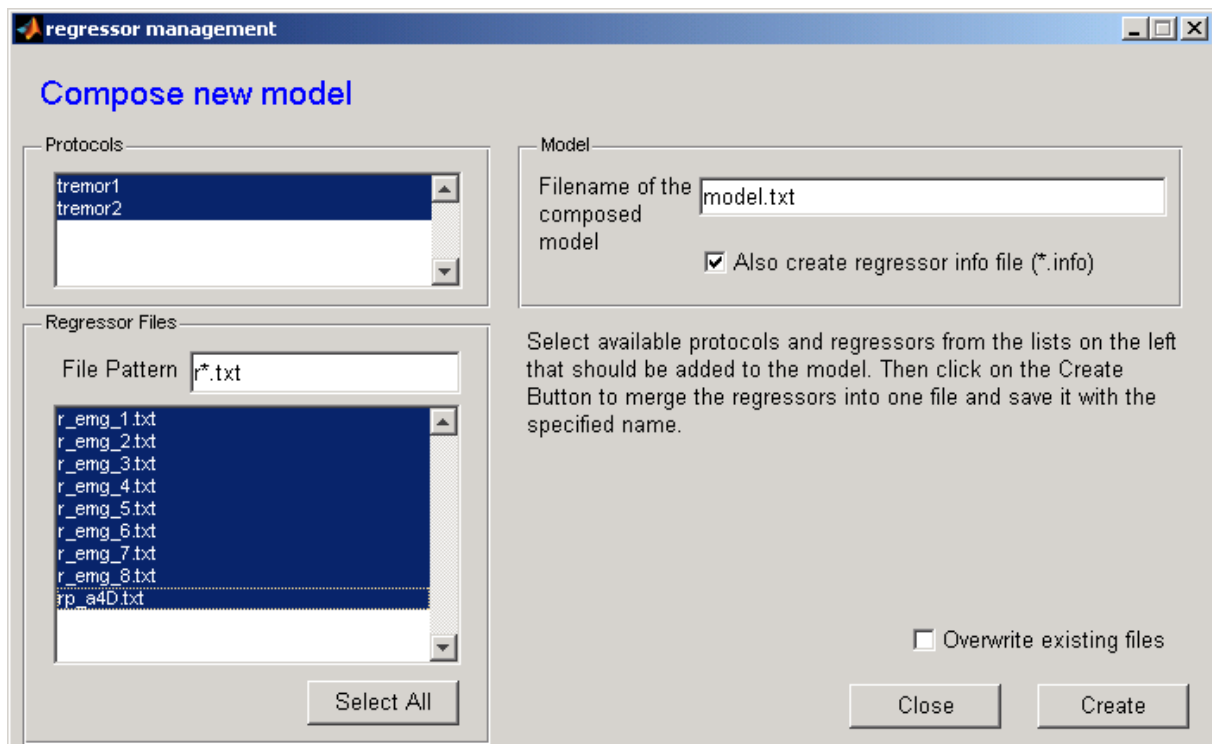 regressor management
Compose new model
Protocols
tremor1
tremor2
Regressor Files
File Pattern r*.txt
r_emg_1.txt
r_emg_2.txt
r_emg_3.txt
r_emg_4.txt
r_emg_5.txt
r_emg_6.txt
r_emg_7.txt
r_emg_8.txt
rp_a4D.txt
Select All
Model
Filename of the
composed
model
model.txt
Also create regressor info file (*.info)
Select available protocols and regressors from the lists on the left
that should be added to the model. Then click on the Create
Button to merge the regressors into one file and save it with the
specified name.
Overwrite existing files
Close
Create